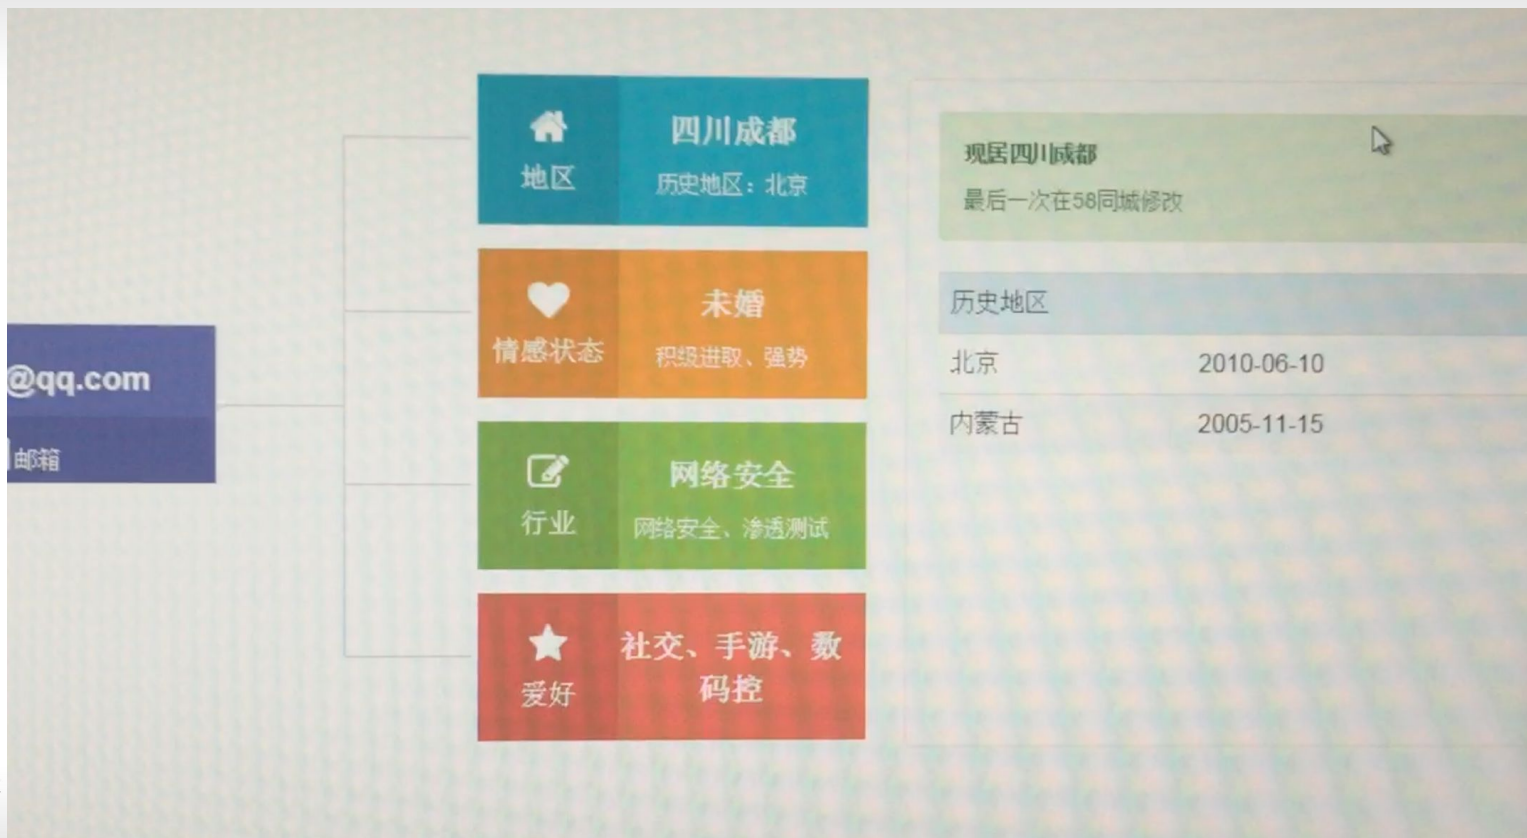 @qq.com
邮箱
四川成都
地区
历史地区：北京
未婚
情感状态
积级进取、强势
网络安全
行业
网络安全、渗透测试
社交、手游、数
码控
爱好
现居四川成都
最后一次在58同城修改
历史地区
北京 2010-06-10
内蒙古 2005-11-15